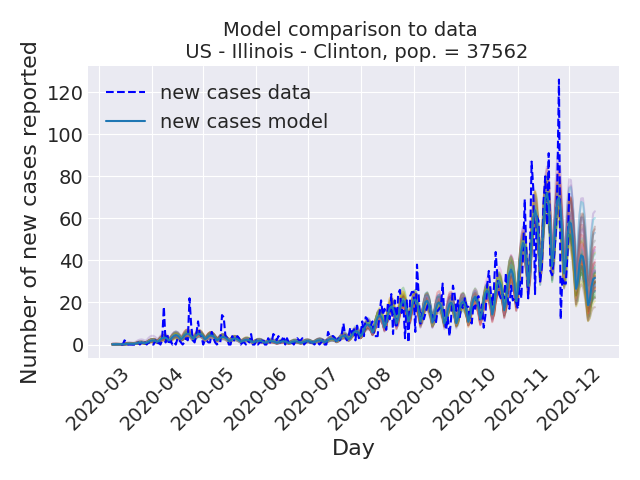 Model comparison to data
US - Illinois - Clinton, pop. = 37562
Number of new cases reported
120
100
80
60
40
20
0
new cases data
new cases model
2020-03
2020-04
2020-05
2020-06
2020-07
2020-08
2020-09
2020-10
2020-11
2020-12
Day